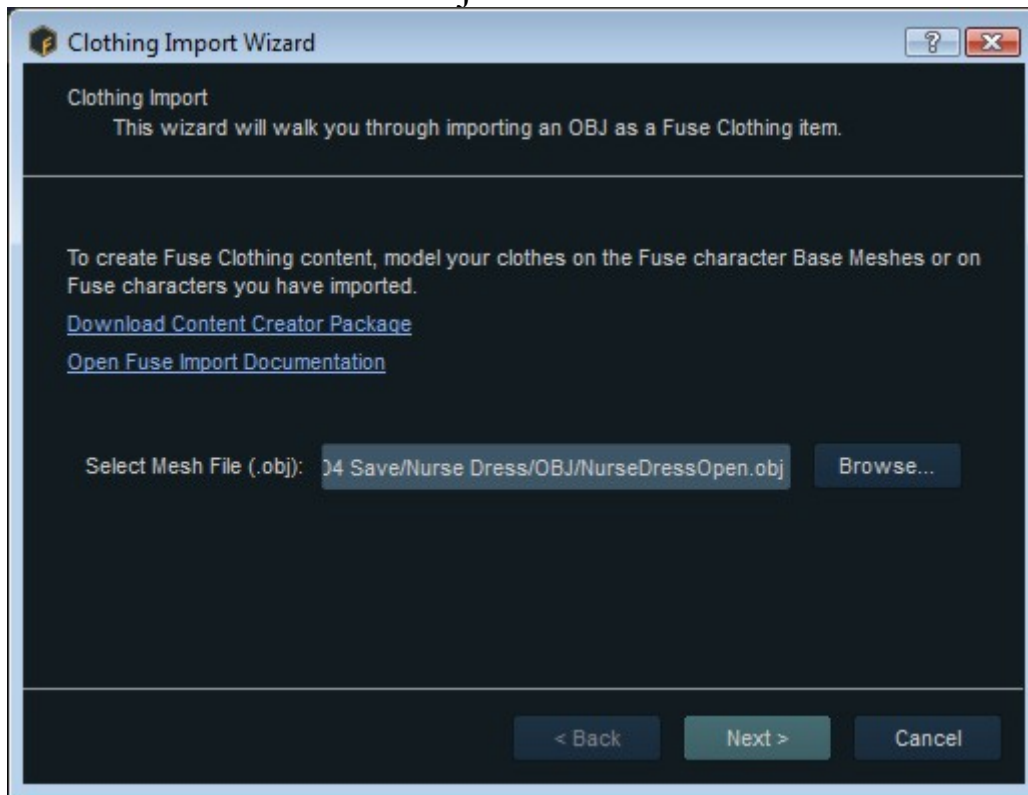 Clothing Import Wizard
Clothing Import
This wizard will walk you through importing an OBJ as a Fuse Clothing item.
To create Fuse Clothing content, model your clothes on the Fuse character Base Meshes or on
Fuse characters you have imported.
Download Content Creator Package
Open Fuse Import Documentation
Select Mesh File (.obj): 04 Save/Nurse Dress/OBJ/NurseDressOpen.obj Browse...
< Back Next > Cancel